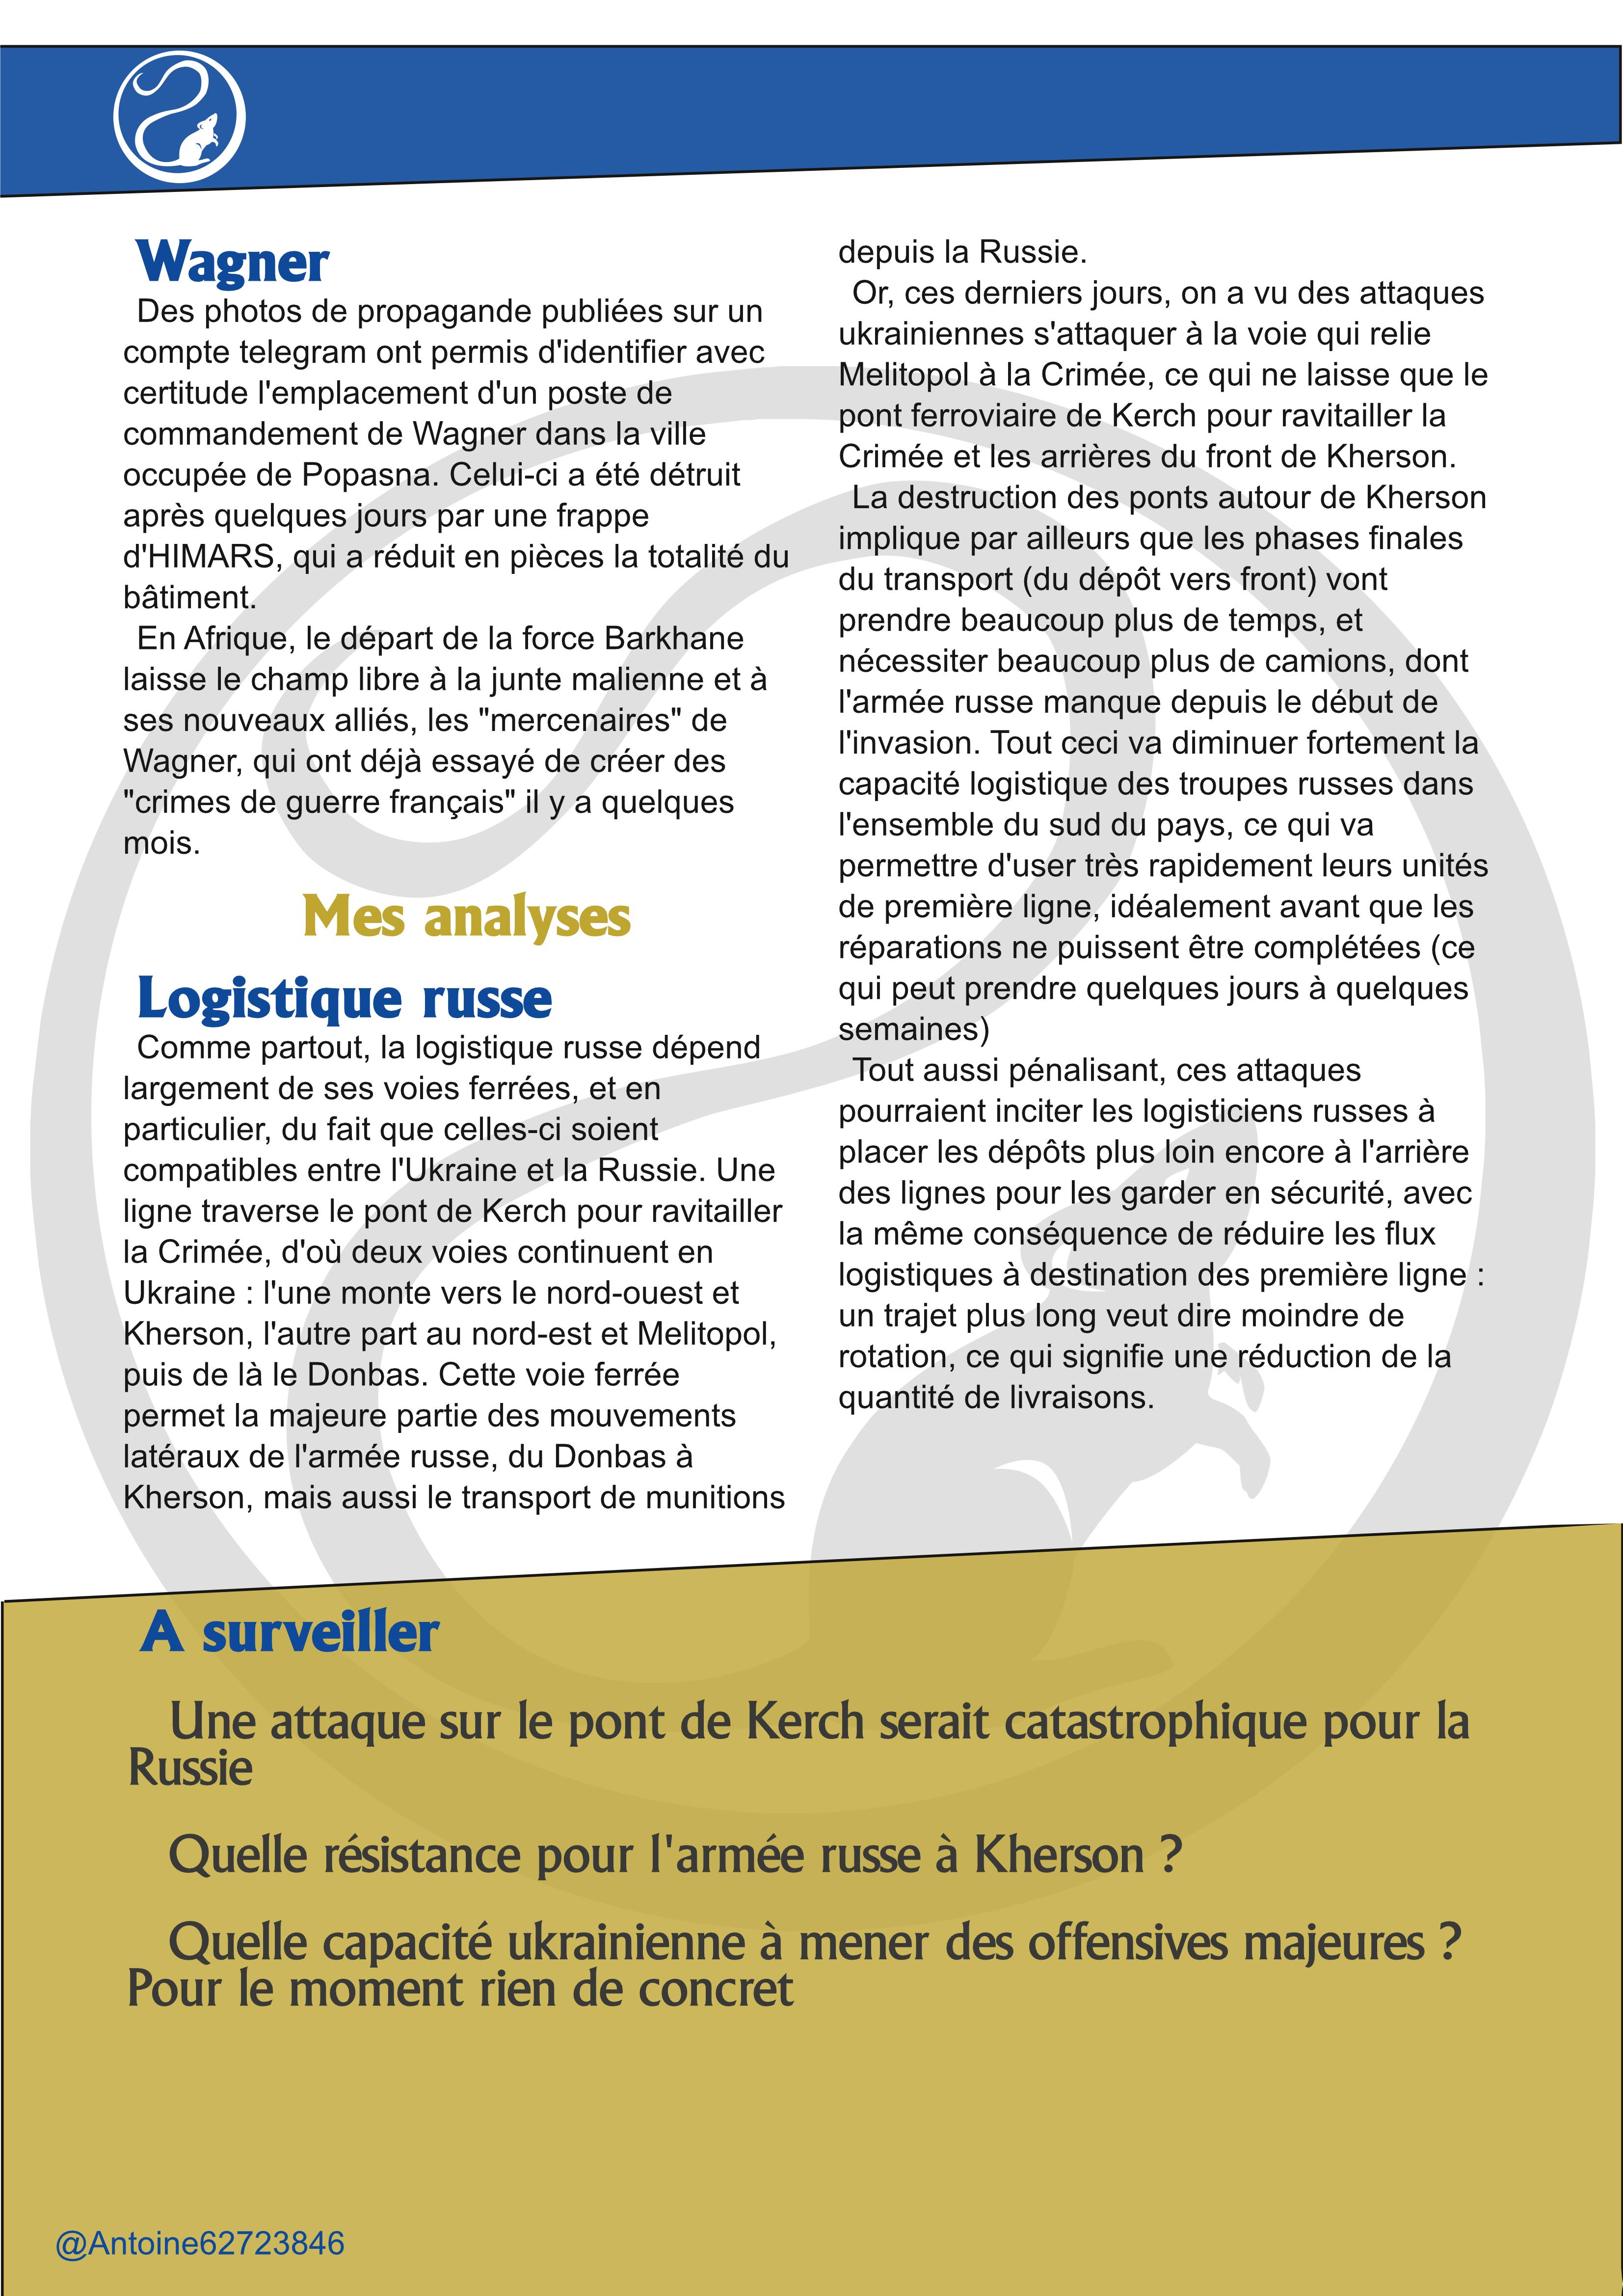 Wagner
Des photos de propagande publiées sur un
compte telegram ont permis d'identifier avec
certitude l'emplacement d'un poste de
commandement de Wagner dans la ville
occupée de Popasna. Celui-ci a été détruit
après quelques jours par une frappe
d'HIMARS, qui a réduit en pièces la totalité du
bâtiment.
En Afrique, le départ de la force Barkhane
laisse le champ libre à la junte malienne et à
ses nouveaux alliés, les "mercenaires" de
Wagner, qui ont déjà essayé de créer des
"crimes de guerre français" il y a quelques
mois.
Mes analyses
Logistique russe
Comme partout, la logistique russe dépend
largement de ses voies ferrées, et en
particulier, du fait que celles-ci soient
compatibles entre l'Ukraine et la Russie. Une
ligne traverse le pont de Kerch pour ravitailler
la Crimée, d'où deux voies continuent en
Ukraine : l'une monte vers le nord-ouest et
Kherson, l'autre part au nord-est et Melitopol,
puis de là le Donbas. Cette voie ferrée
permet la majeure partie des mouvements
latéraux de l'armée russe, du Donbas à
Kherson, mais aussi le transport de munitions
depuis la Russie.
Or, ces derniers jours, on a vu des attaques
ukrainiennes s'attaquer à la voie qui relie
Melitopol à la Crimée, ce qui ne laisse que le
pont ferroviaire de Kerch pour ravitailler la
Crimée et les arrières du front de Kherson.
La destruction des ponts autour de Kherson
implique par ailleurs que les phases finales
du transport (du dépôt vers front) vont
prendre beaucoup plus de temps, et
nécessiter beaucoup plus de camions, dont
l'armée russe manque depuis le début de
l'invasion. Tout ceci va diminuer fortement la
capacité logistique des troupes russes dans
l'ensemble du sud du pays, ce qui va
permettre d'user très rapidement leurs unités
de première ligne, idéalement avant que les
réparations ne puissent être complétées (ce
qui peut prendre quelques jours à quelques
semaines)
Tout aussi pénalisant, ces attaques
pourraient inciter les logisticiens russes à
placer les dépôts plus loin encore à l'arrière
des lignes pour les garder en sécurité, avec
la même conséquence de réduire les flux
logistiques à destination des première ligne :
un trajet plus long veut dire moindre de
rotation, ce qui signifie une réduction de la
quantité de livraisons.
A surveiller
Une attaque sur le pont de Kerch serait catastrophique pour la
Russie
Quelle résistance pour l'armée russe à Kherson ?
Quelle capacité ukrainienne à mener des offensives majeures ?
Pour le moment rien de concret
@Antoine62723846